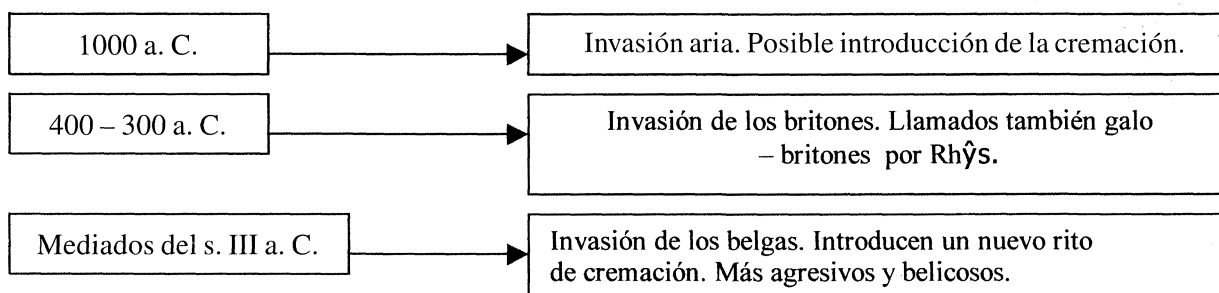 1000 a. C.
Invasión aria. Posible introducción de la cremación.
400 – 300 a. C.
Invasión de los britones. Llamados también galo
– britones por Rhŷs.
Mediados del s. III a. C.
Invasión de los belgas. Introducen un nuevo rito
de cremación. Más agresivos y belicosos.